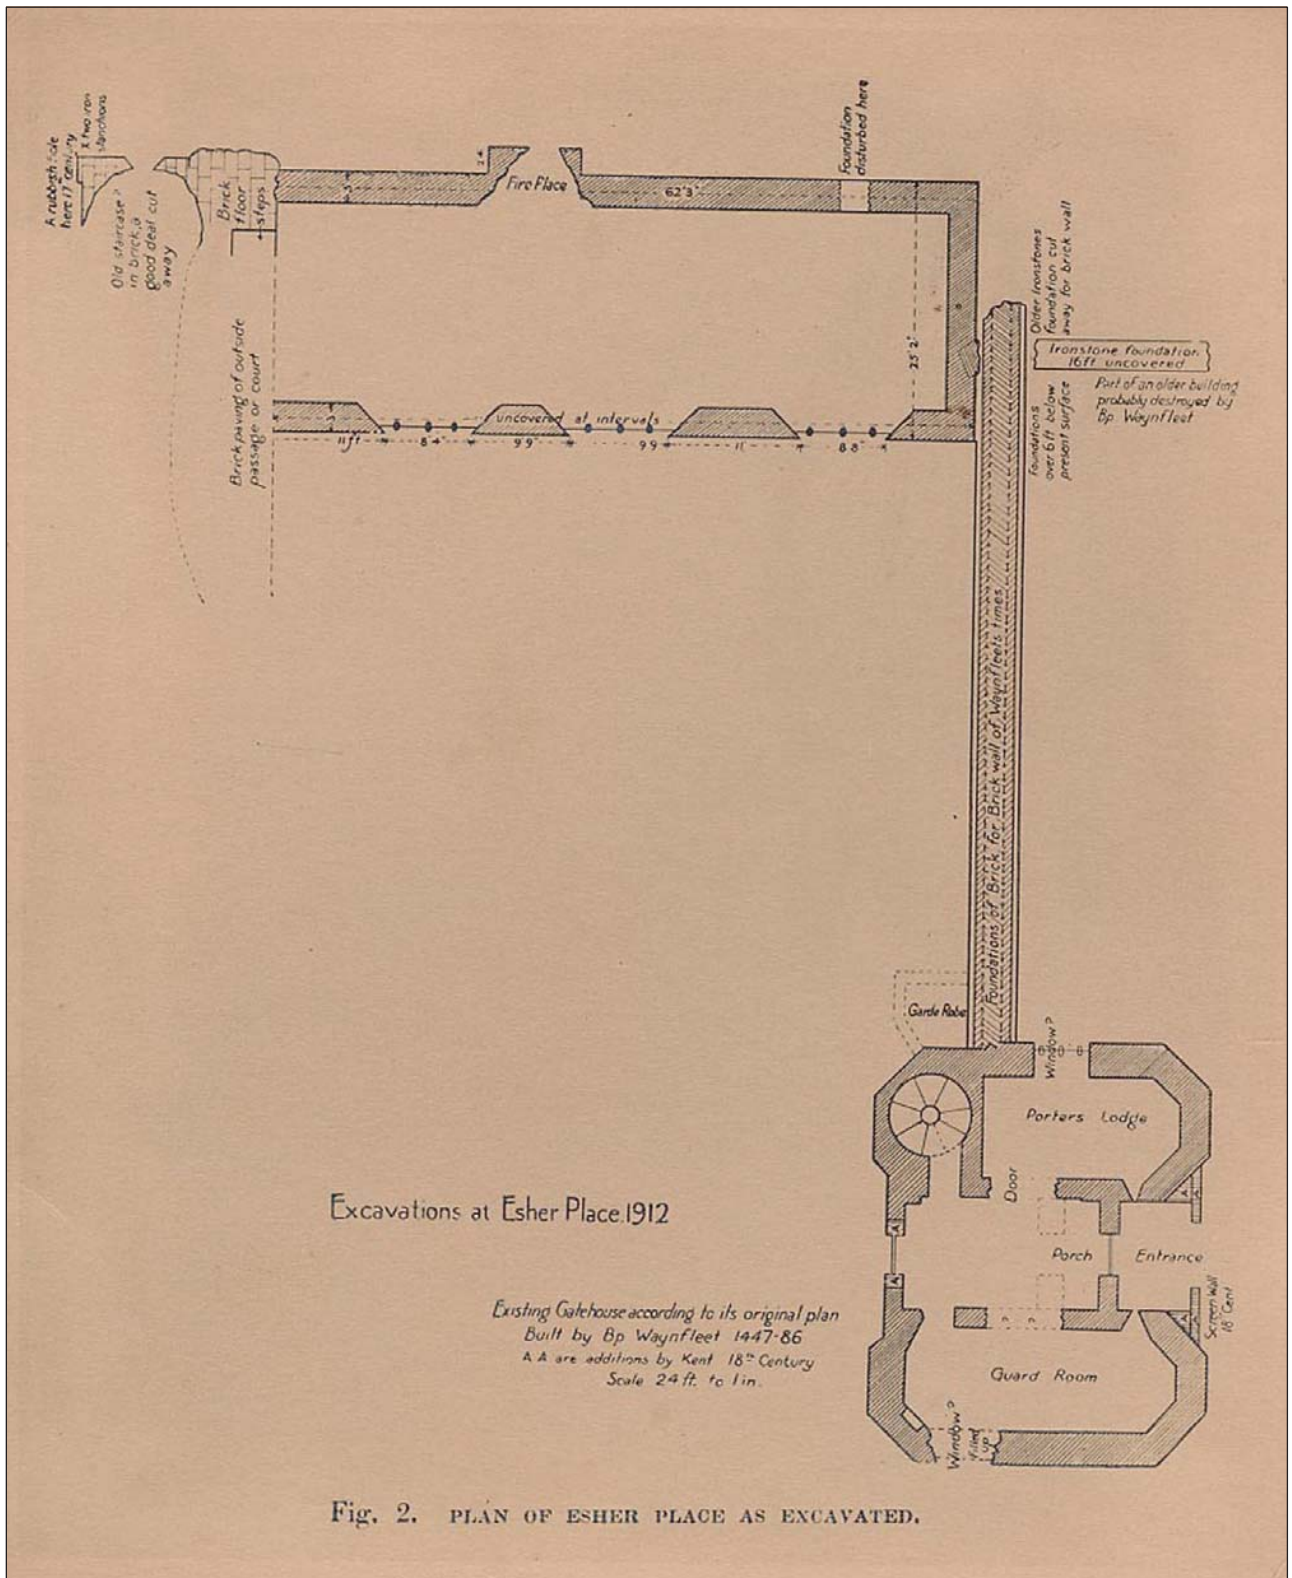 A rubbish hole
here 17 century
X two iron
stanchions
Old staircase?
in brick, a
good deal cut
away
Brick
floor
steps
3'
2'4
Fire Place
62'3"
Foundation
disturbed here
25'2"
Older Ironstones
foundation cut
away for brick wall
Ironstone foundation
16ft uncovered
Foundations
over 6ft below
present surface
Part of an older building
probably destroyed by
Bp Waynfleet
Brick paving of outside
passage or court
3'
uncovered at intervals
11ft
8'4"
9'9"
9'9
11'
8'8"
Foundations of Brick for Brick wall of Waynfleets times
Garde Robe
Window?
Porters Lodge
Door
A
A
A
Porch
Entrance
A
Screen Wall
18 Cent
? ?
A
A
Guard Room
Window?
filled
up
Excavations at Esher Place. 1912
Existing Gatehouse according to its original plan
Built by Bp Waynfleet 1447-86
A A are additions by Kent 18th Century
Scale 24 ft. to 1 in.
Fig. 2. PLAN OF ESHER PLACE AS EXCAVATED.